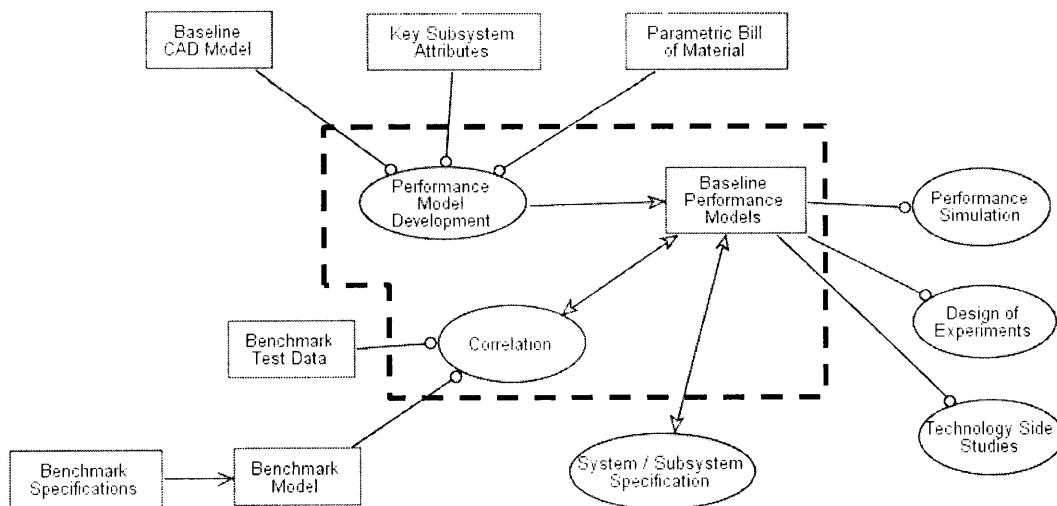 Baseline
CAD Model
Key Subsystem
Attributes
Parametric Bill
of Material
Performance
Model
Development
Baseline
Performance
Models
Performance
Simulation
Design of
Experiments
Benchmark
Test Data
Correlation
Technology Side
Studies
System / Subsystem
Specification
Benchmark
Specifications
Benchmark
Model